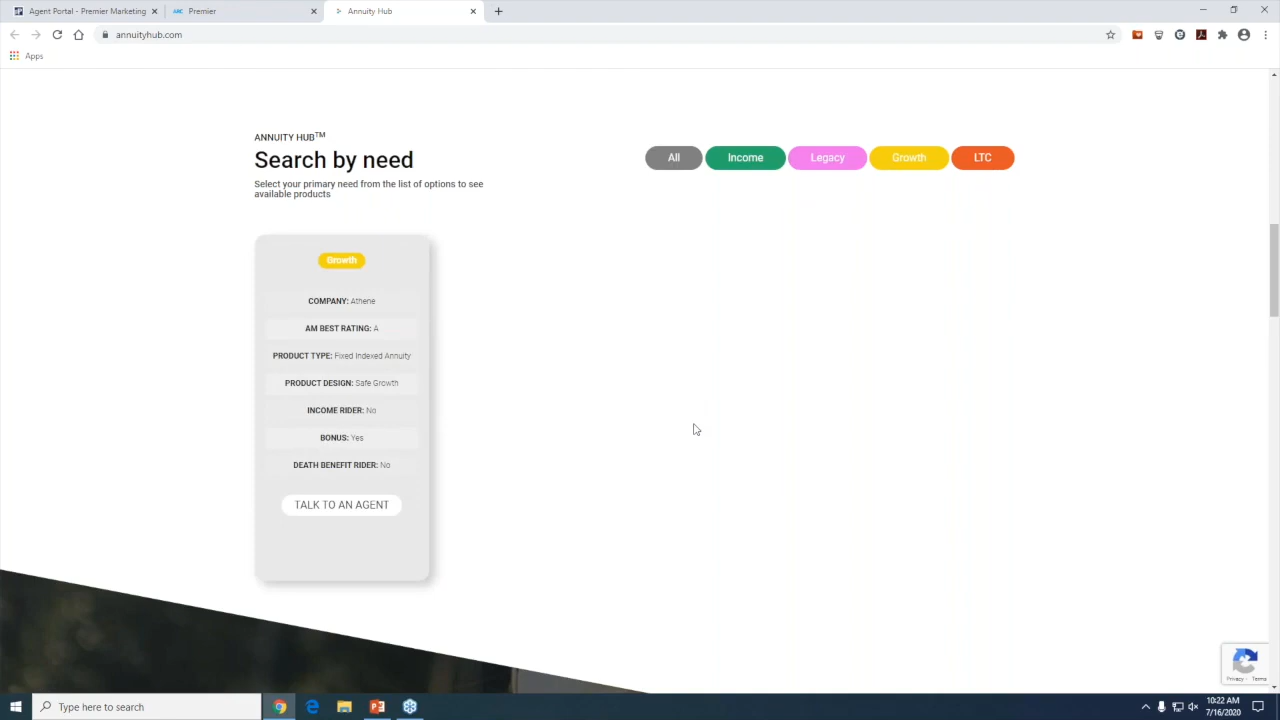 Agent Portal - Premier Marketing
Premier
Annuity Hub
annuityhub.com
Apps
ANNUITY HUB™
Search by need
Select your primary need from the list of options to see
available products
All
Income
Legacy
Growth
LTC
Growth
COMPANY: Athene
AM BEST RATING: A
PRODUCT TYPE: Fixed Indexed Annuity
PRODUCT DESIGN: Safe Growth
INCOME RIDER: No
BONUS: Yes
DEATH BENEFIT RIDER: No
TALK TO AN AGENT
Privacy - Terms
Type here to search
10:22 AM
7/16/2020